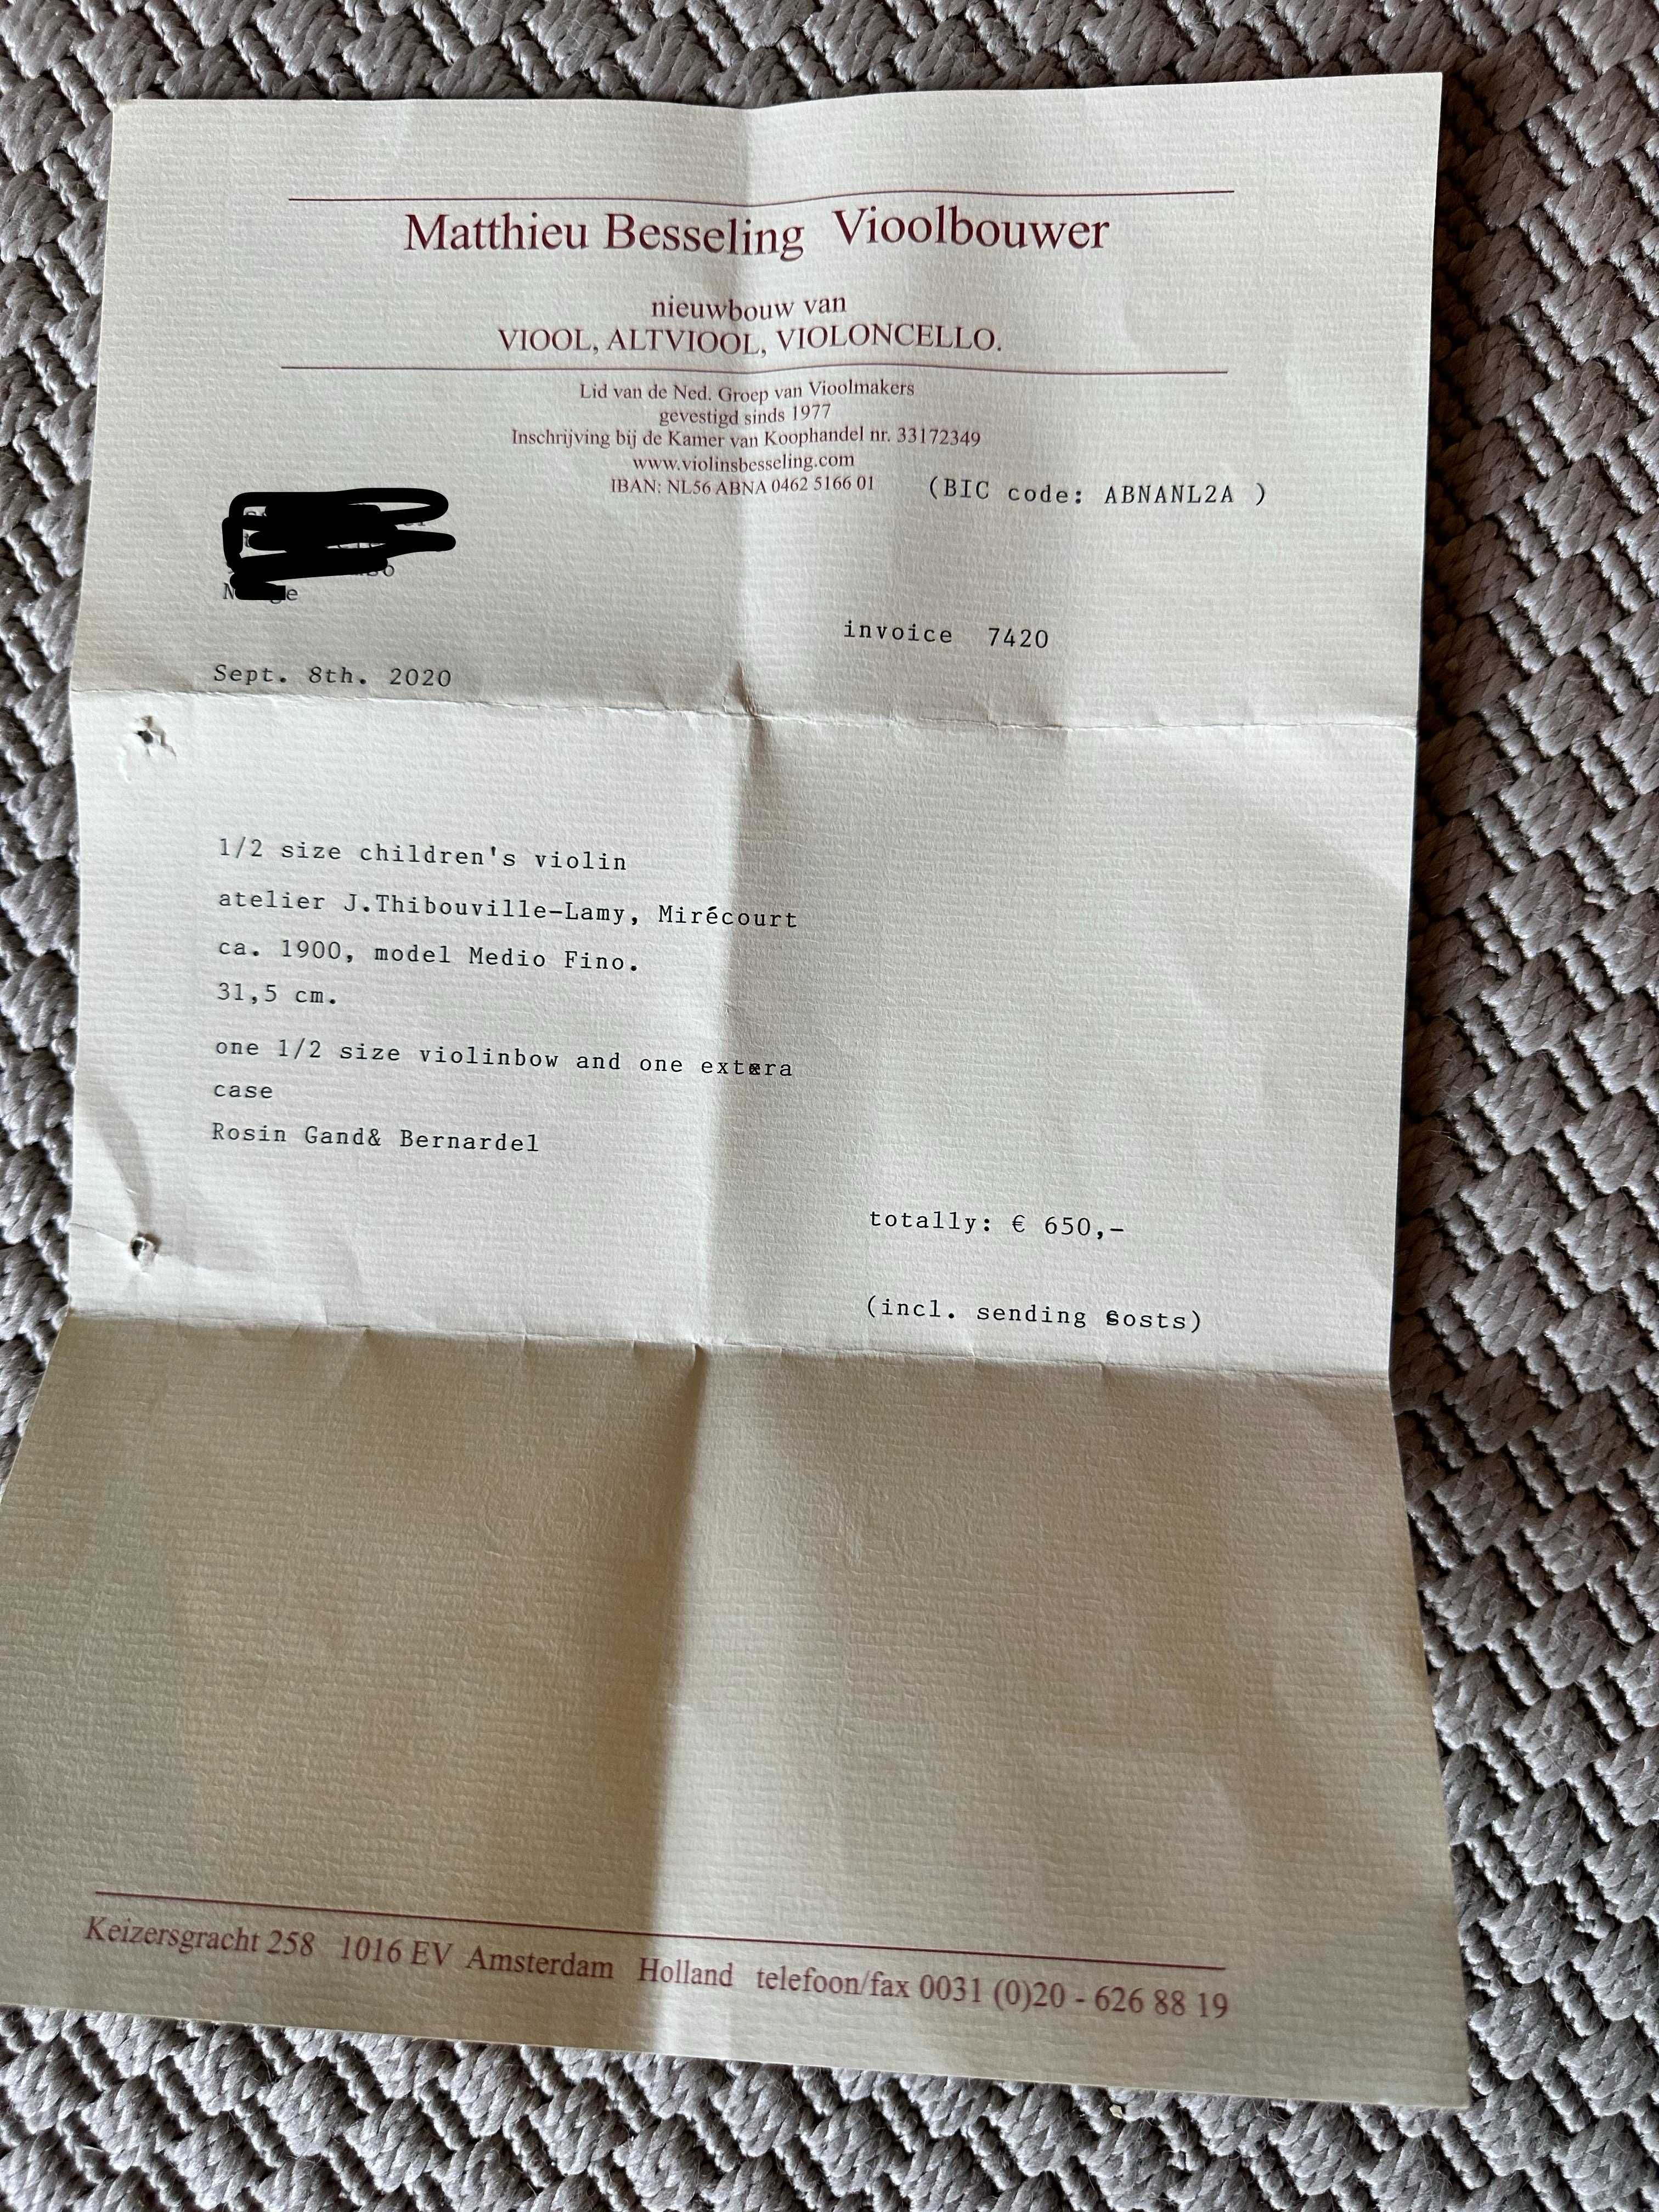 Matthieu Besseling Vioolbouwer
nieuwbouw van
VIOOL, ALTVIOOL, VIOLONCELLO.
Lid van de Ned. Groep van Vioolmakers
gevestigd sinds 1977
Inschrijving bij de Kamer van Koophandel nr. 33172349
www.violinsbesseling.com
IBAN: NL56 ABNA 0462 5166 01 (BIC code: ABNANL2A )
invoice 7420
Sept. 8th. 2020
1/2 size children's violin
atelier J.Thibouville-Lamy, Mirécourt
ca. 1900, model Medio Fino.
31,5 cm.
one 1/2 size violinbow and one extra
case
Rosin Gand& Bernardel
totally: € 650,-
(incl. sending costs)
Keizersgracht 258 1016 EV Amsterdam Holland telefoon/fax 0031 (0)20 - 626 88 19